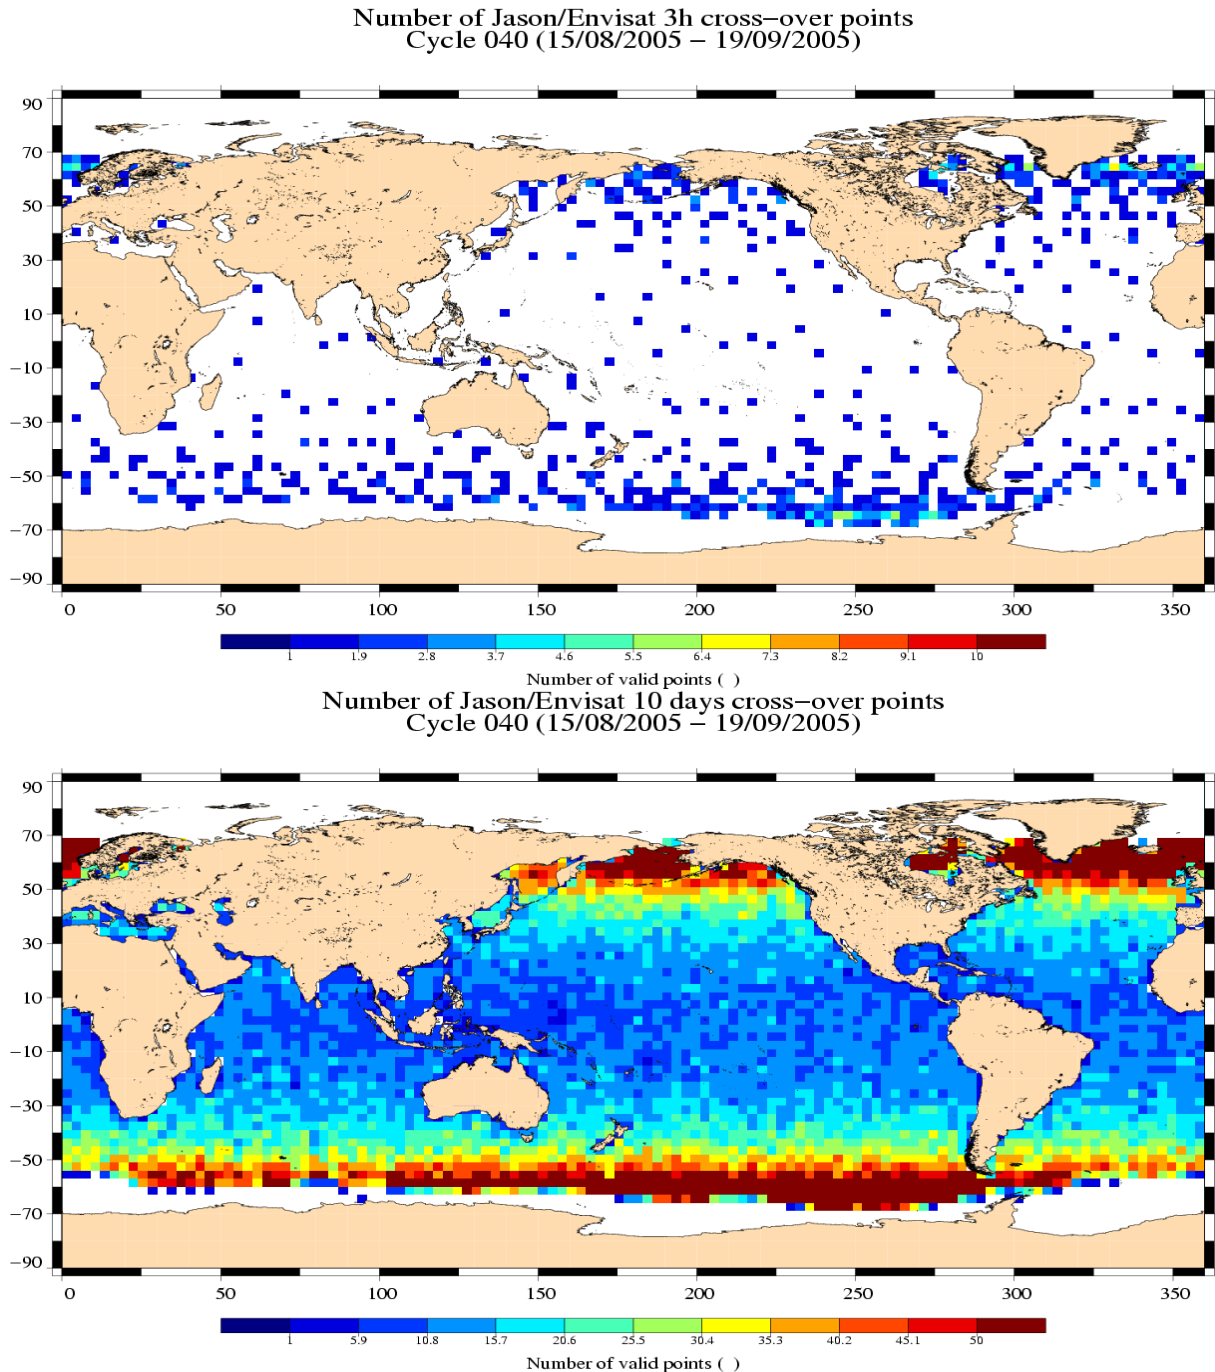 Number of Jason/Envisat 3h cross−over points
Cycle 040 (15/08/2005 − 19/09/2005)
90
70
50
30
10
−10
−30
−50
−70
−90
0 50 100 150 200 250 300 350
1 1.9 2.8 3.7 4.6 5.5 6.4 7.3 8.2 9.1 10
Number of valid points ( )
Number of Jason/Envisat 10 days cross−over points
Cycle 040 (15/08/2005 − 19/09/2005)
90
70
50
30
10
−10
−30
−50
−70
−90
0 50 100 150 200 250 300 350
1 5.9 10.8 15.7 20.6 25.5 30.4 35.3 40.2 45.1 50
Number of valid points ( )